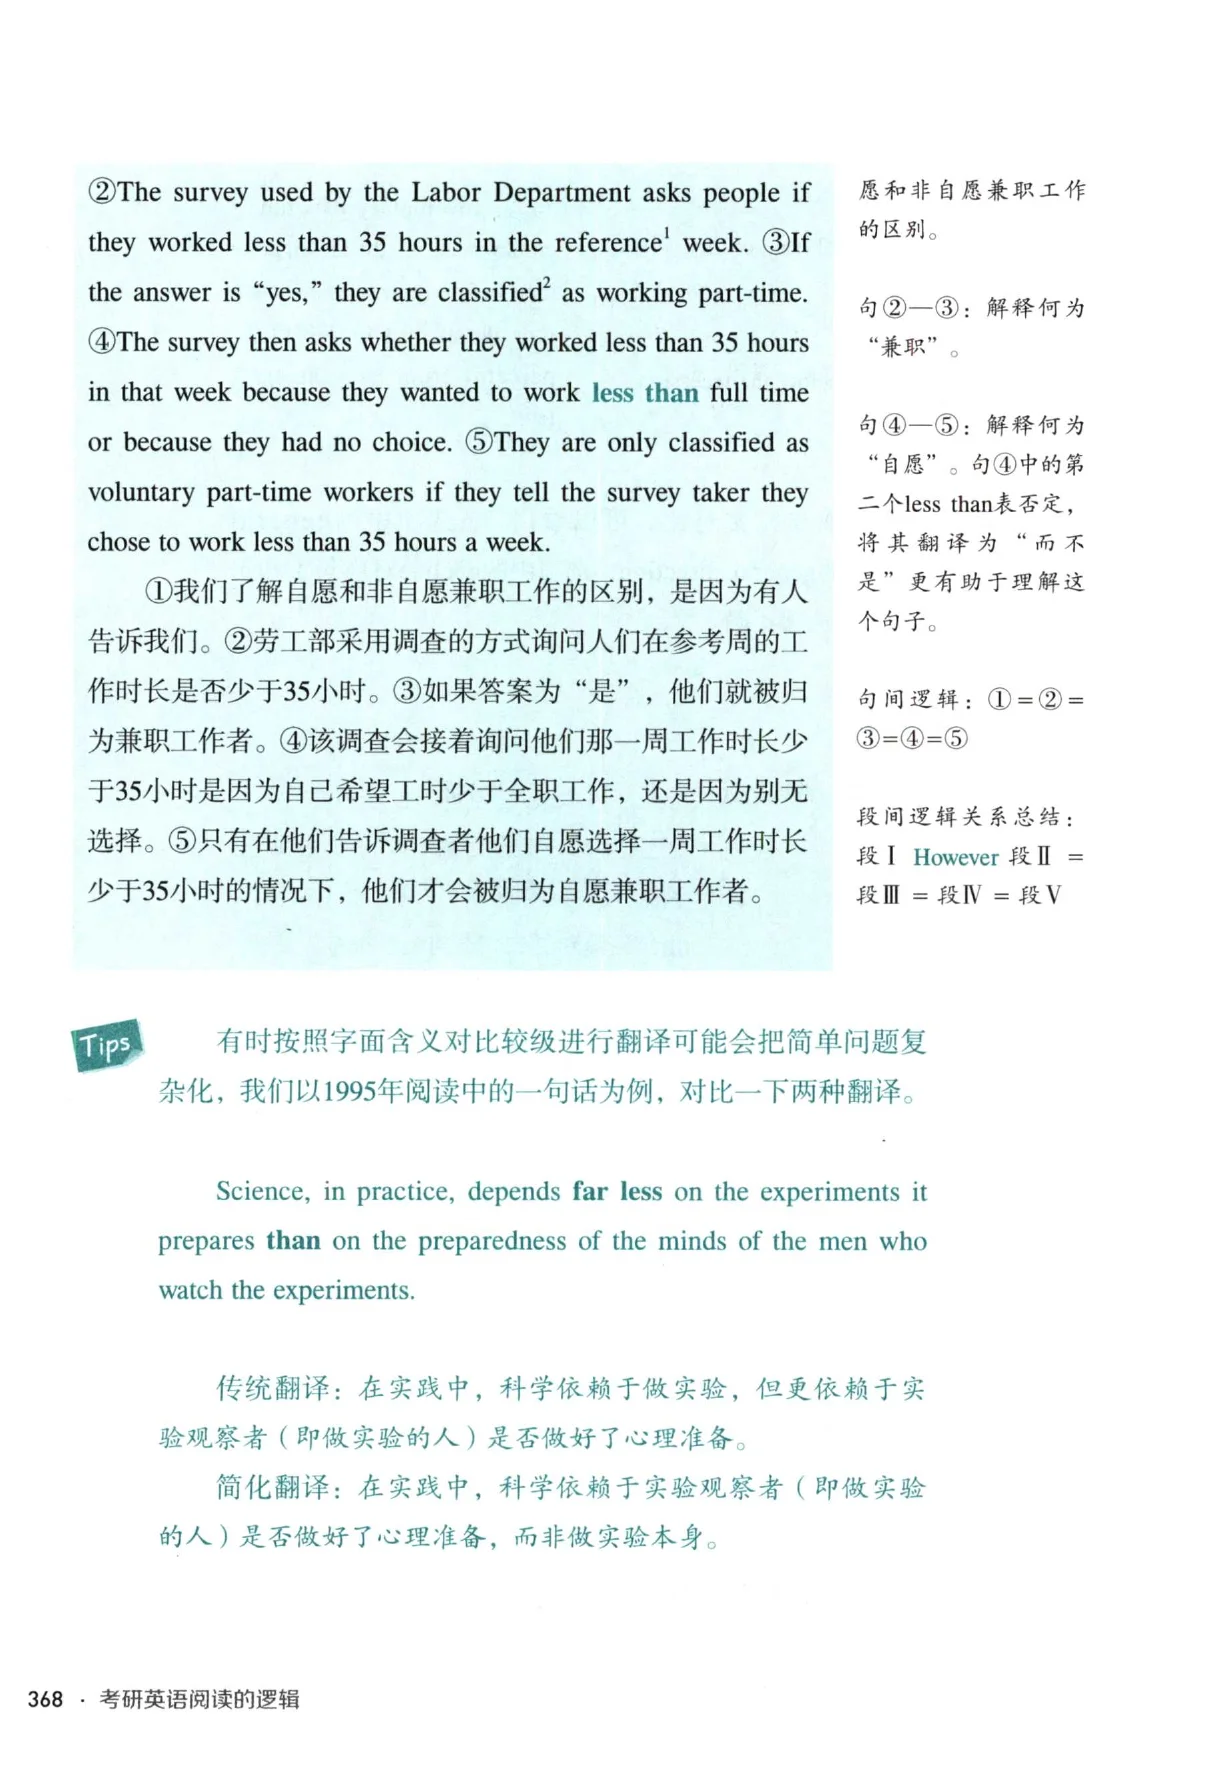 ②The survey used by the Labor Department asks people if
they worked less than 35 hours in the reference¹ week. ③If
the answer is “yes,” they are classified² as working part-time.
④The survey then asks whether they worked less than 35 hours
in that week because they wanted to work less than full time
or because they had no choice. ⑤They are only classified as
voluntary part-time workers if they tell the survey taker they
chose to work less than 35 hours a week.
①我们了解自愿和非自愿兼职工作的区别，是因为有人
告诉我们。②劳工部采用调查的方式询问人们在参考周的工
作时长是否少于35小时。③如果答案为“是”，他们就被归
为兼职工作者。④该调查会接着询问他们那一周工作时长少
于35小时是因为自己希望工时少于全职工作，还是因为别无
选择。⑤只有在他们告诉调查者他们自愿选择一周工作时长
少于35小时的情况下，他们才会被归为自愿兼职工作者。
愿和非自愿兼职工作
的区别。
句②—③：解释何为
“兼职”。
句④—⑤：解释何为
“自愿”。句④中的第
二个less than表否定，
将其翻译为“而不
是”更有助于理解这
个句子。
句间逻辑：①=②=
③=④=⑤
段间逻辑关系总结：
段Ⅰ However 段Ⅱ =
段Ⅲ = 段Ⅳ = 段Ⅴ
Tips
有时按照字面含义对比较级进行翻译可能会把简单问题复
杂化，我们以1995年阅读中的一句话为例，对比一下两种翻译。
Science, in practice, depends far less on the experiments it
prepares than on the preparedness of the minds of the men who
watch the experiments.
传统翻译：在实践中，科学依赖于做实验，但更依赖于实
验观察者（即做实验的人）是否做好了心理准备。
简化翻译：在实践中，科学依赖于实验观察者（即做实验
的人）是否做好了心理准备，而非做实验本身。
368 · 考研英语阅读的逻辑